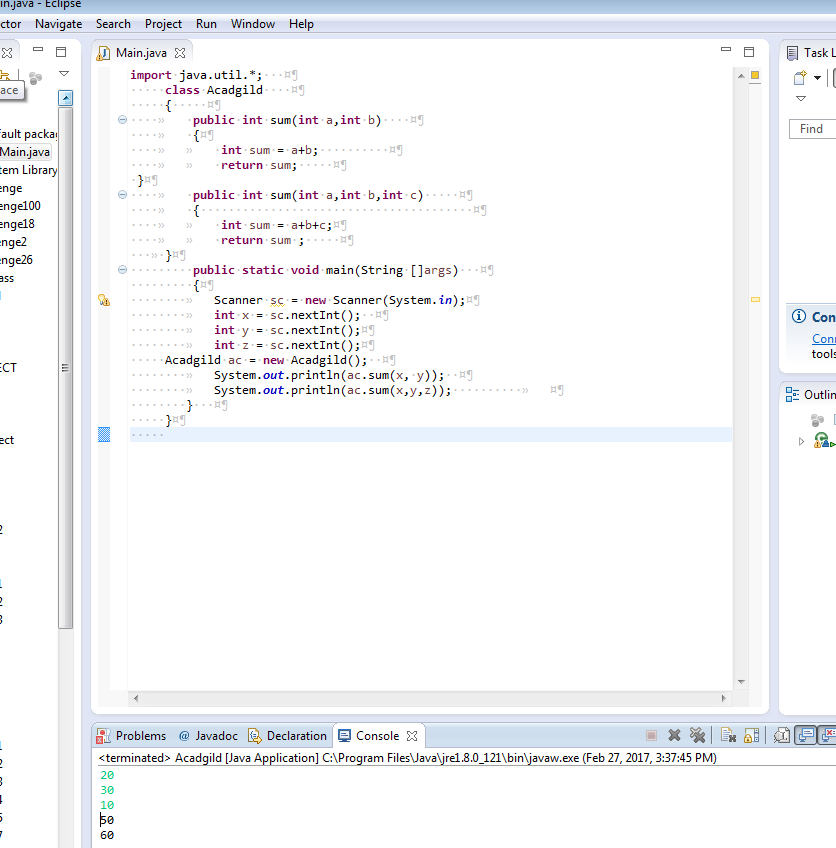 in.java - Eclipse
ctor Navigate Search Project Run Window Help
ace
fault packag
Main.java
tem Library
enge
enge100
enge18
enge2
enge26
ass
ECT
ect
2
1
2
3
1
2
3
4
5
7
Main.java
import java.util.*;
class Acadgild
{
public int sum(int a,int b)
{
int sum = a+b;
return sum;
}
public int sum(int a,int b,int c)
{
int sum = a+b+c;
return sum ;
}
public static void main(String []args)
{
Scanner sc = new Scanner(System.in);
int x = sc.nextInt();
int y = sc.nextInt();
int z = sc.nextInt();
Acadgild ac = new Acadgild();
System.out.println(ac.sum(x, y));
System.out.println(ac.sum(x,y,z));
}
}
Task L
Find
Con
Conn
tools
Outlin
Problems @ Javadoc Declaration Console
<terminated> Acadgild [Java Application] C:\Program Files\Java\jre1.8.0_121\bin\javaw.exe (Feb 27, 2017, 3:37:45 PM)
20
30
10
50
60